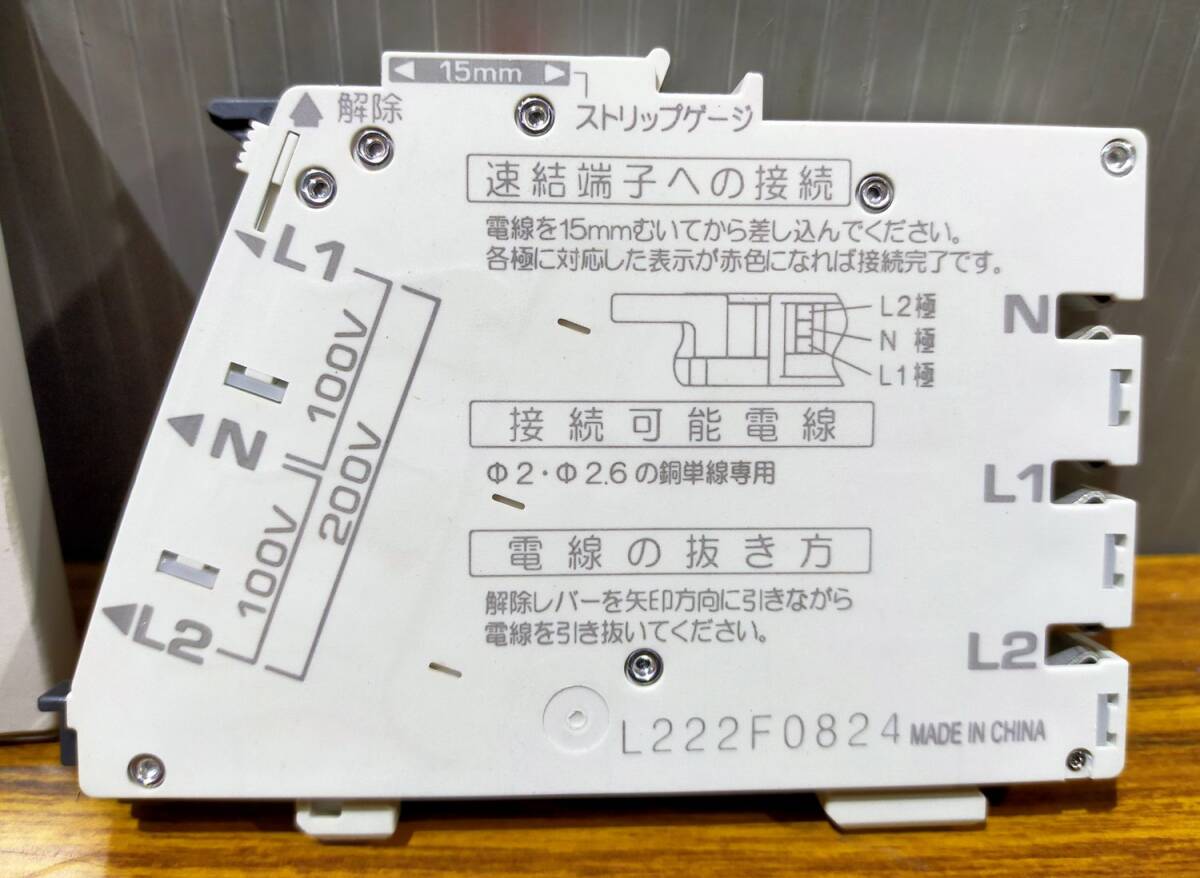 15mm
解除
ストリップゲージ
速結端子への接続
電線を15mmむいてから差し込んでください。
各極に対応した表示が赤色になれば接続完了です。
L1
100V
200V
N
100V
L2
L2極
N 極
L1極
N
L1
L2
接続可能電線
Φ2・Φ2.6の銅単線専用
電線の抜き方
解除レバーを矢印方向に引きながら
電線を引き抜いてください。
L222F0824 MADE IN CHINA